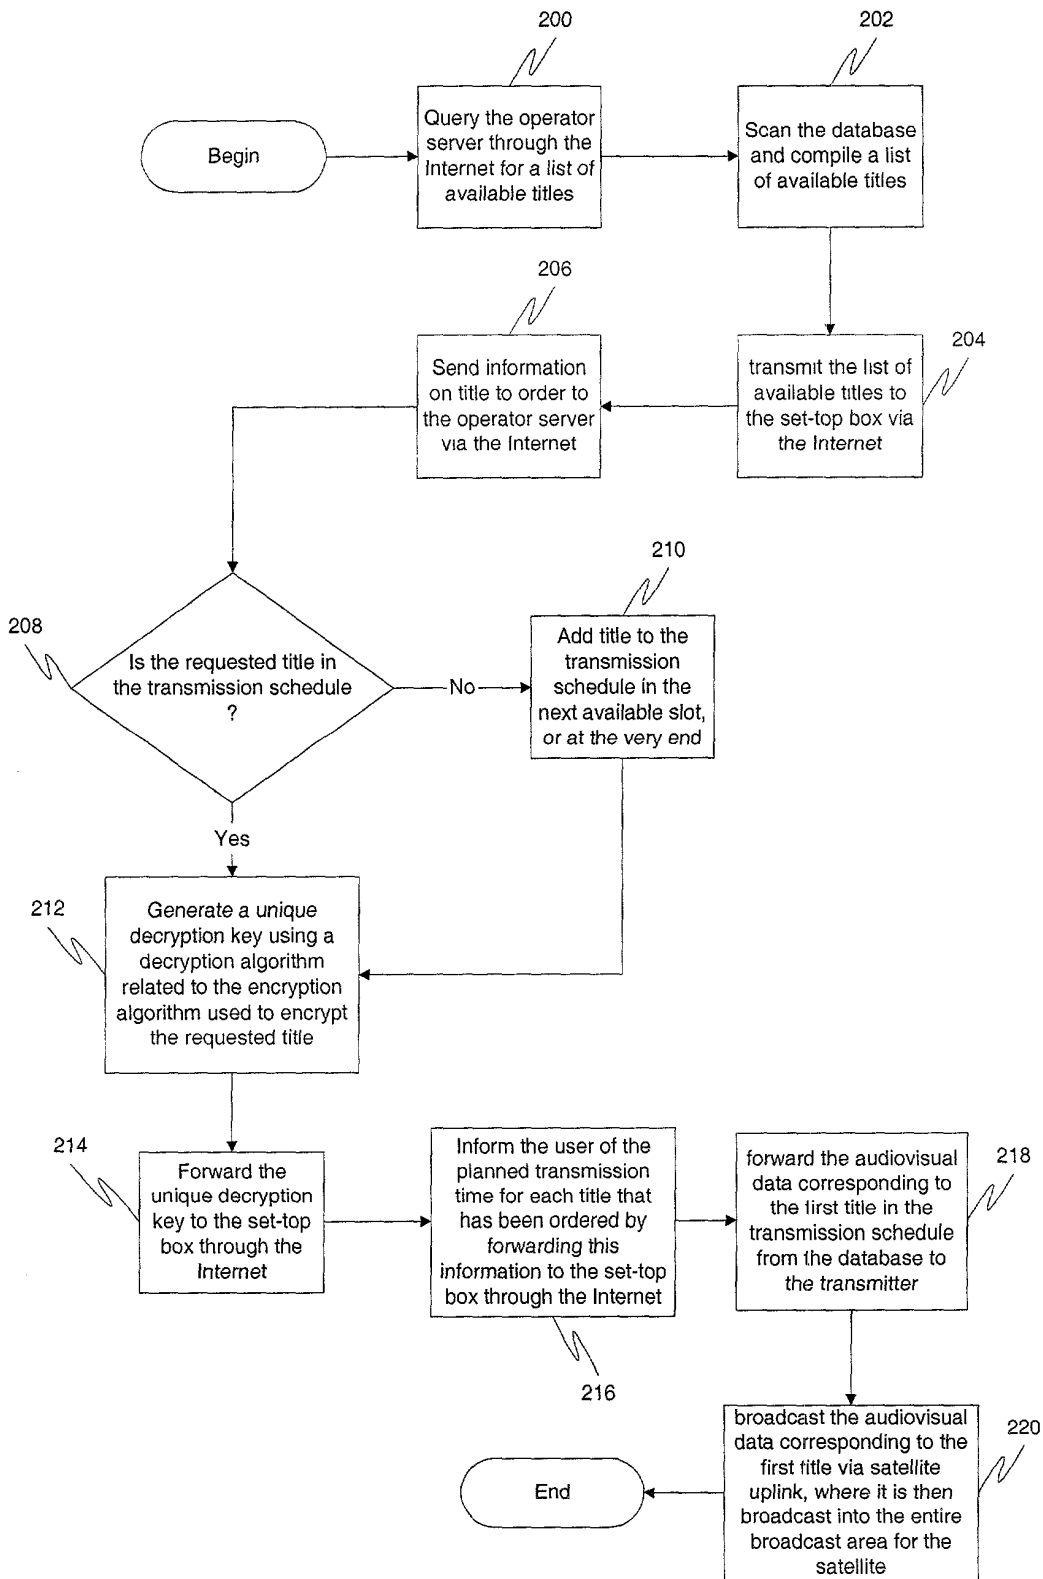 200
202
Begin
Query the operator
server through the
Internet for a list of
available titles
Scan the database
and compile a list
of available titles
206
204
Send information
on title to order to
the operator server
via the Internet
transmit the list of
available titles to
the set-top box via
the Internet
210
208
Is the requested title in
the transmission schedule
?
No
Add title to the
transmission
schedule in the
next available slot,
or at the very end
Yes
212
Generate a unique
decryption key using a
decryption algorithm
related to the encryption
algorithm used to encrypt
the requested title
214
Forward the
unique decryption
key to the set-top
box through the
Internet
Inform the user of the
planned transmission
time for each title that
has been ordered by
forwarding this
information to the set-top
box through the Internet
216
forward the audiovisual
data corresponding to
the first title in the
transmission schedule
from the database to
the transmitter
218
broadcast the audiovisual
data corresponding to the
first title via satellite
uplink, where it is then
broadcast into the entire
broadcast area for the
satellite
220
End